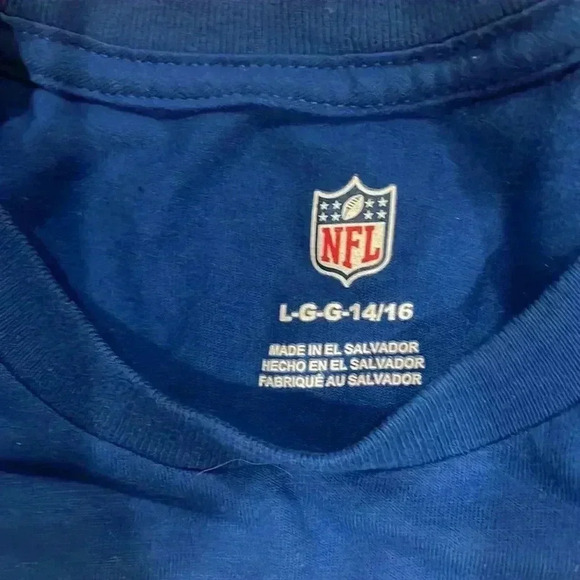 NFL
L-G-G-14/16
MADE IN EL SALVADOR
HECHO EN EL SALVADOR
FABRIQUÉ AU SALVADOR